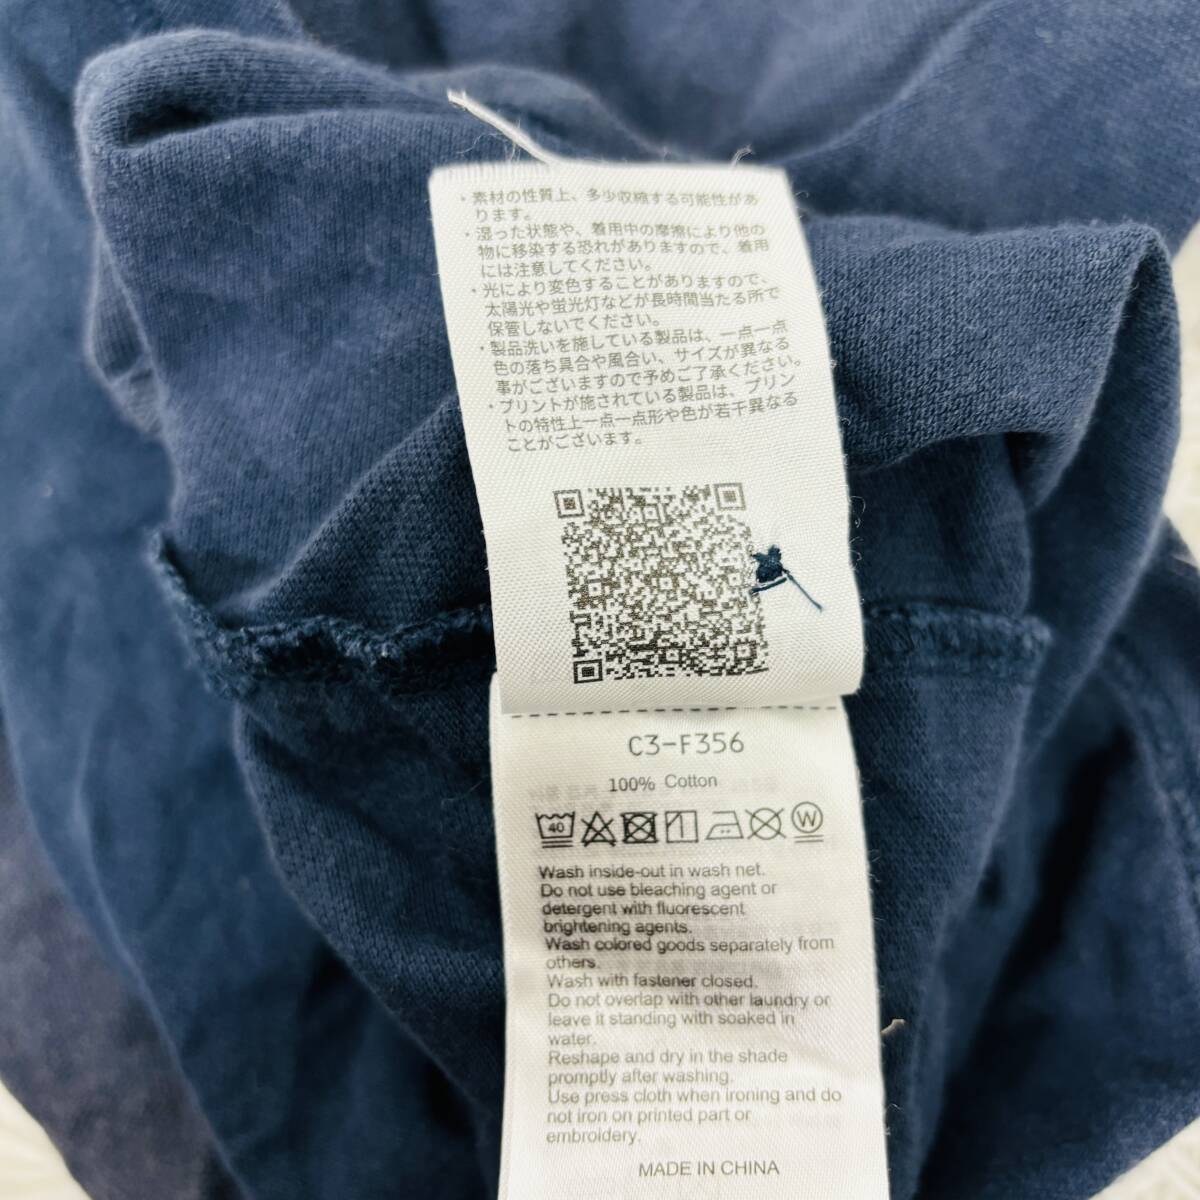 ・素材の性質上、多少収縮する可能性があ
ります。
・湿った状態や、着用中の摩擦により他の
物に移染する恐れがありますので、着用
には注意してください。
・光により変色することがありますので、
太陽光や蛍光灯などが長時間当たる所で
保管しないでください。
・製品洗いを施している製品は、一点一点
色の落ち具合や風合い、サイズが異なる
事がございますので予めご了承ください。
・プリントが施されている製品は、プリン
トの特性上一点一点形や色が若干異なる
ことがございます。
C3-F356
100% Cotton
40
W
Wash inside-out in wash net.
Do not use bleaching agent or
detergent with fluorescent
brightening agents.
Wash colored goods separately from
others.
Wash with fastener closed.
Do not overlap with other laundry or
leave it standing with soaked in
water.
Reshape and dry in the shade
promptly after washing.
Use press cloth when ironing and do
not iron on printed part or
embroidery.
MADE IN CHINA